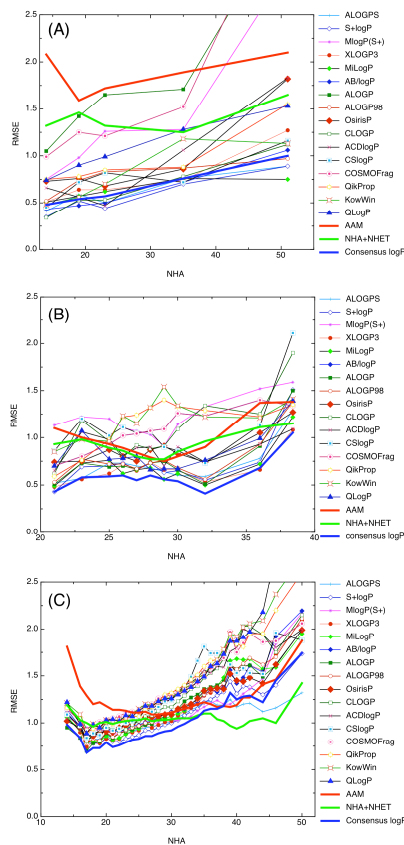 (A)
2.5
2.0
1.5
1.0
0.5
0.0
RMSE
20
30
40
50
NHA
ALOGPS
S+logP
MlogP(S+)
XLOGP3
MiLogP
AB/logP
ALOGP
ALOGP98
OsirisP
CLOGP
ACDlogP
CSlogP
COSMOFrag
QikProp
KowWin
QLogP
AAM
NHA+NHET
Consensus logP
(B)
2.5
2.0
1.5
1.0
0.5
0.0
RMSE
20
25
30
35
40
NHA
ALOGPS
S+logP
MlogP(S+)
XLOGP3
MiLogP
AB/logP
ALOGP
ALOGP98
OsirisP
CLOGP
ACDlogP
CSlogP
COSMOFrag
QikProp
KowWin
QLogP
AAM
NHA+NHET
consensus logP
(C)
2.5
2.0
1.5
1.0
0.5
0.0
RMSE
10
20
30
40
50
NHA
ALOGPS
S+logP
MlogP(S+)
XLOGP3
MiLogP
AB/logP
ALOGP
ALOGP98
OsirisP
CLOGP
ACDlogP
CSlogP
COSMOFrag
QikProp
KowWin
QLogP
AAM
NHA+NHET
Consensus logP